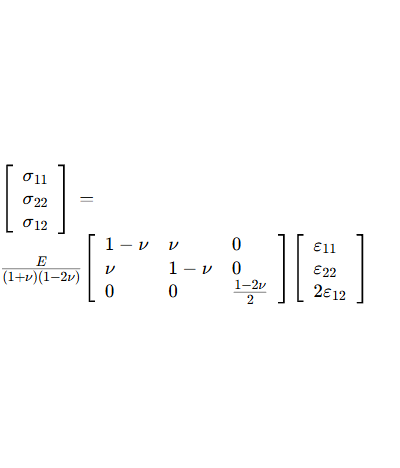 [ σ11 ]
[ σ22 ] =
[ σ12 ]
E/((1+ν)(1−2ν)) [ 1 − ν   ν   0 ] [ ε11 ]
[ ν   1 − ν   0 ] [ ε22 ]
[ 0   0   (1−2ν)/2 ] [ 2ε12 ]